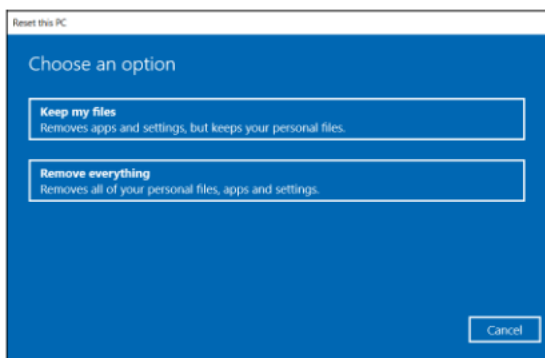 Reset this PC
Choose an option
Keep my files
Removes apps and settings, but keeps your personal files.
Remove everything
Removes all of your personal files, apps and settings.
Cancel